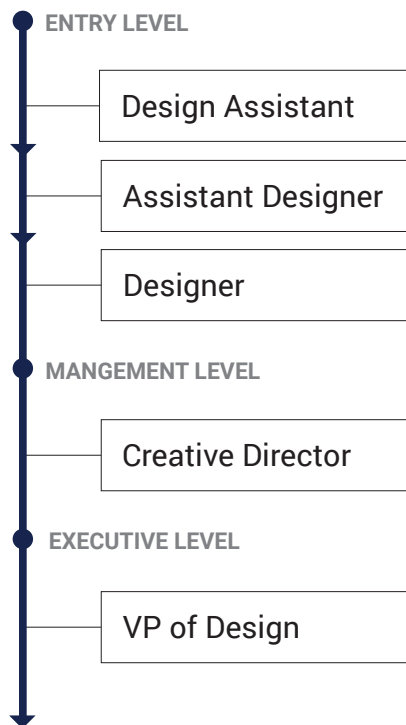 ENTRY LEVEL
Design Assistant
Assistant Designer
Designer
MANGEMENT LEVEL
Creative Director
EXECUTIVE LEVEL
VP of Design